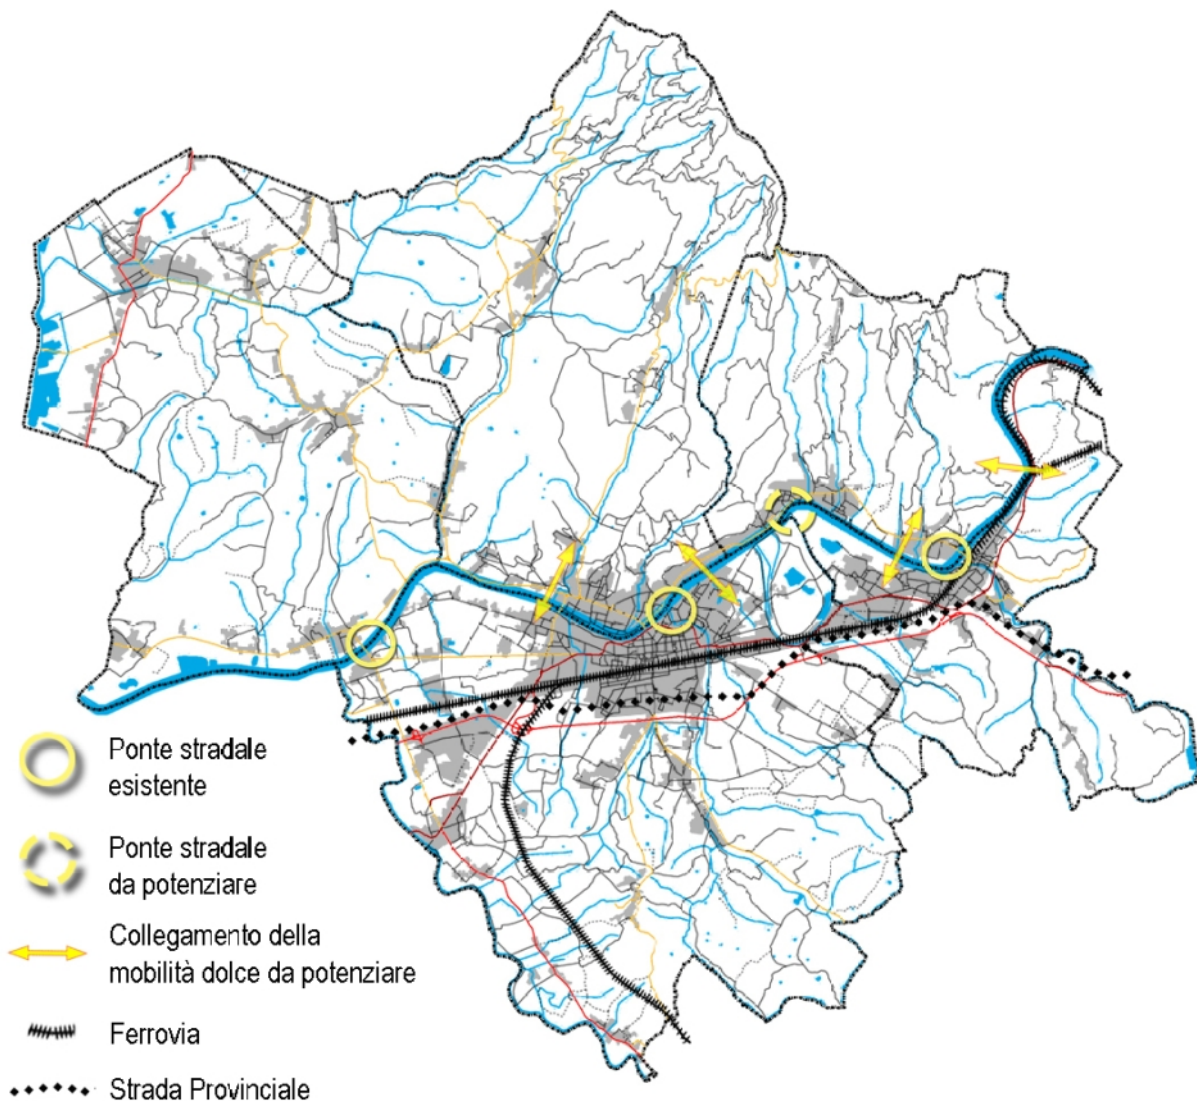 Ponte stradale
esistente
Ponte stradale
da potenziare
Collegamento della
mobilità dolce da potenziare
Ferrovia
Strada Provinciale